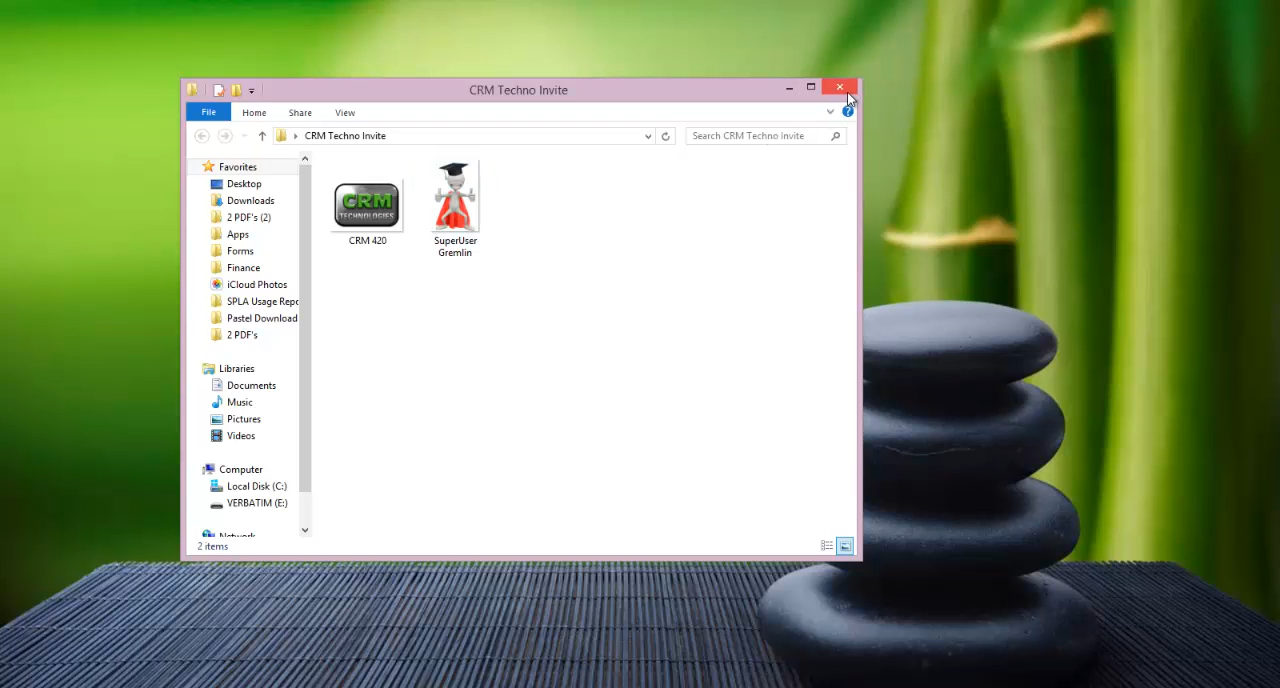 CRM Techno Invite
File Home Share View
CRM Techno Invite
Search CRM Techno Invite
Favorites
Desktop
Downloads
2 PDF's (2)
Apps
Forms
Finance
iCloud Photos
SPLA Usage Repo
Pastel Download
2 PDF's
Libraries
Documents
Music
Pictures
Videos
Computer
Local Disk (C:)
VERBATIM (E:)
Network
CRM
TECHNOLOGIES
CRM 420
SuperUser
Gremlin
2 items